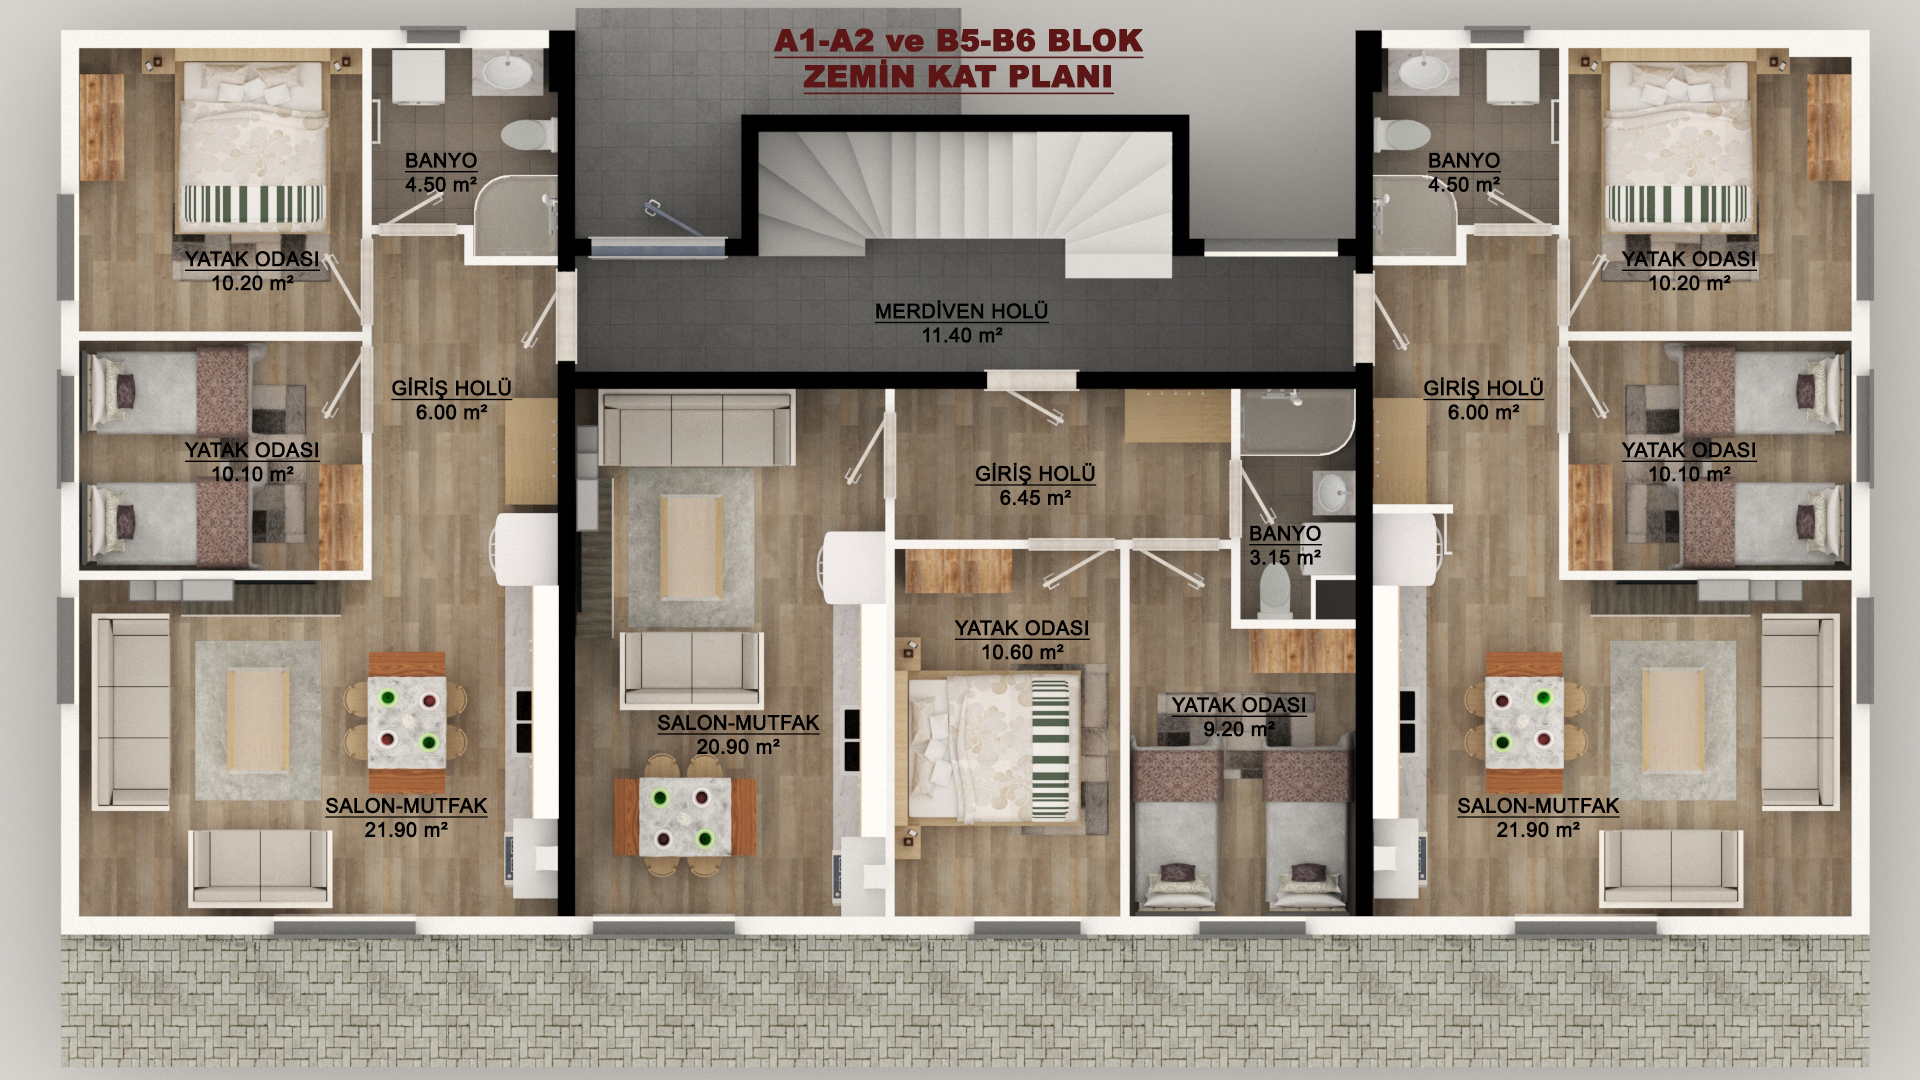 A1-A2 ve B5-B6 BLOK
ZEMİN KAT PLANI
BANYO
4.50 m²
BANYO
4.50 m²
YATAK ODASI
10.20 m²
YATAK ODASI
10.20 m²
MERDİVEN HOLÜ
11.40 m²
GİRİŞ HOLÜ
6.00 m²
GİRİŞ HOLÜ
6.00 m²
YATAK ODASI
10.10 m²
YATAK ODASI
10.10 m²
GİRİŞ HOLÜ
6.45 m²
BANYO
3.15 m²
YATAK ODASI
10.60 m²
YATAK ODASI
9.20 m²
SALON-MUTFAK
20.90 m²
SALON-MUTFAK
21.90 m²
SALON-MUTFAK
21.90 m²